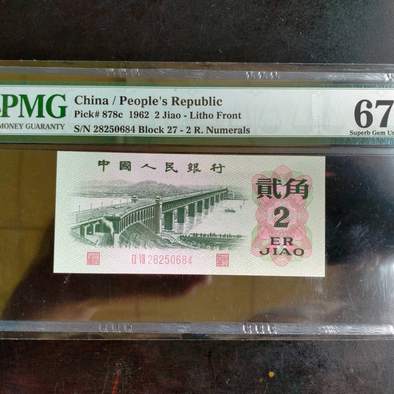 PMG
MONEY GUARANTY
China / People's Republic
Pick# 878c 1962 2 Jiao - Litho Front
S/N 28250684 Block 27 - 2 R. Numerals
67
Superb Gem Un
中國人民銀行
貳角
2
ER
JIAO
28250684